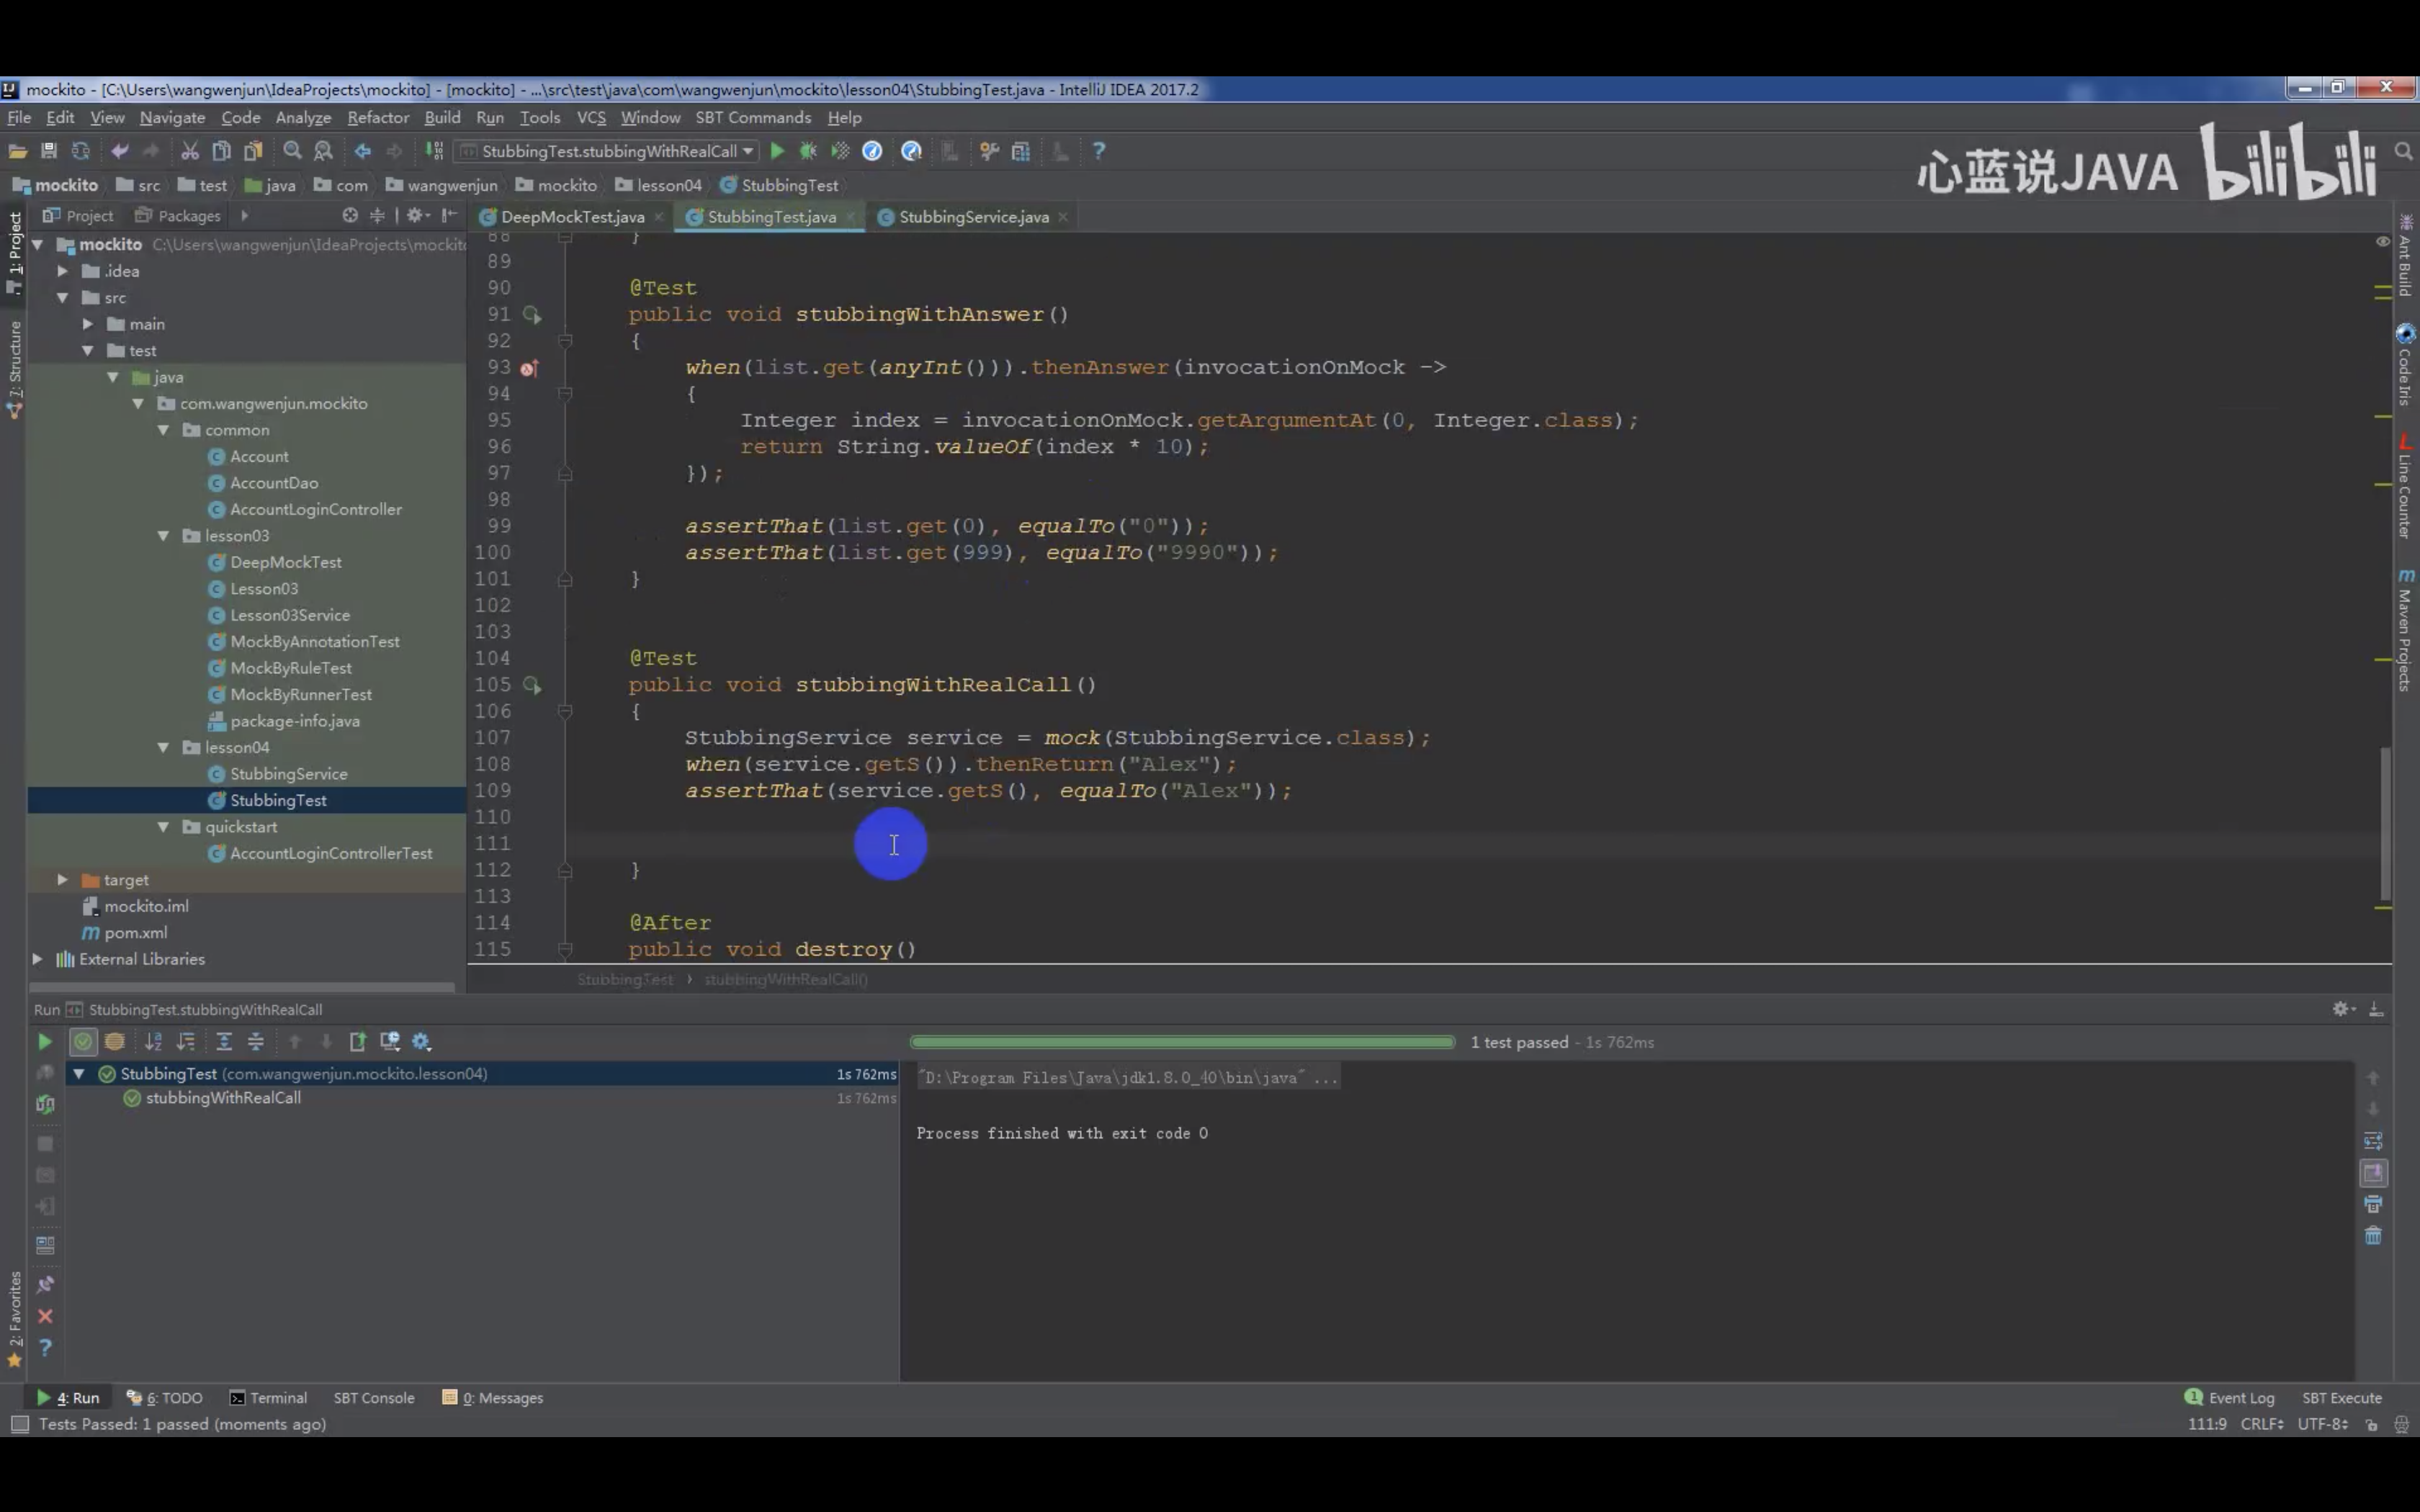 mockito - [C:\Users\wangwenjun\IdeaProjects\mockito] - [mockito] - ...\src\test\java\com\wangwenjun\mockito\lesson04\StubbingTest.java - IntelliJ IDEA 2017.2
File Edit View Navigate Code Analyze Refactor Build Run Tools VCS Window SBT Commands Help
StubbingTest.stubbingWithRealCall
心蓝说JAVA bilibili
mockito src test java com wangwenjun mockito lesson04 StubbingTest
Project Packages
DeepMockTest.java StubbingTest.java StubbingService.java
1: Project
7: Structure
2: Favorites
mockito C:\Users\wangwenjun\IdeaProjects\mockito
.idea
src
main
test
java
com.wangwenjun.mockito
common
Account
AccountDao
AccountLoginController
lesson03
DeepMockTest
Lesson03
Lesson03Service
MockByAnnotationTest
MockByRuleTest
MockByRunnerTest
package-info.java
lesson04
StubbingService
StubbingTest
quickstart
AccountLoginControllerTest
target
mockito.iml
pom.xml
External Libraries
88 }
89
90 @Test
91 public void stubbingWithAnswer()
92 {
93 when(list.get(anyInt())).thenAnswer(invocationOnMock ->
94 {
95 Integer index = invocationOnMock.getArgumentAt(0, Integer.class);
96 return String.valueOf(index * 10);
97 });
98
99 assertThat(list.get(0), equalTo("0"));
100 assertThat(list.get(999), equalTo("9990"));
101 }
102
103
104 @Test
105 public void stubbingWithRealCall()
106 {
107 StubbingService service = mock(StubbingService.class);
108 when(service.getS()).thenReturn("Alex");
109 assertThat(service.getS(), equalTo("Alex"));
110
111
112 }
113
114 @After
115 public void destroy()
StubbingTest › stubbingWithRealCall()
Ant Build
Code Iris
Line Counter
Maven Projects
Run StubbingTest.stubbingWithRealCall
1 test passed - 1s 762ms
StubbingTest (com.wangwenjun.mockito.lesson04) 1s 762ms
stubbingWithRealCall 1s 762ms
"D:\Program Files\Java\jdk1.8.0_40\bin\java" ...
Process finished with exit code 0
4: Run 6: TODO Terminal SBT Console 0: Messages
1 Event Log SBT Execute
Tests Passed: 1 passed (moments ago)
111:9 CRLF UTF-8